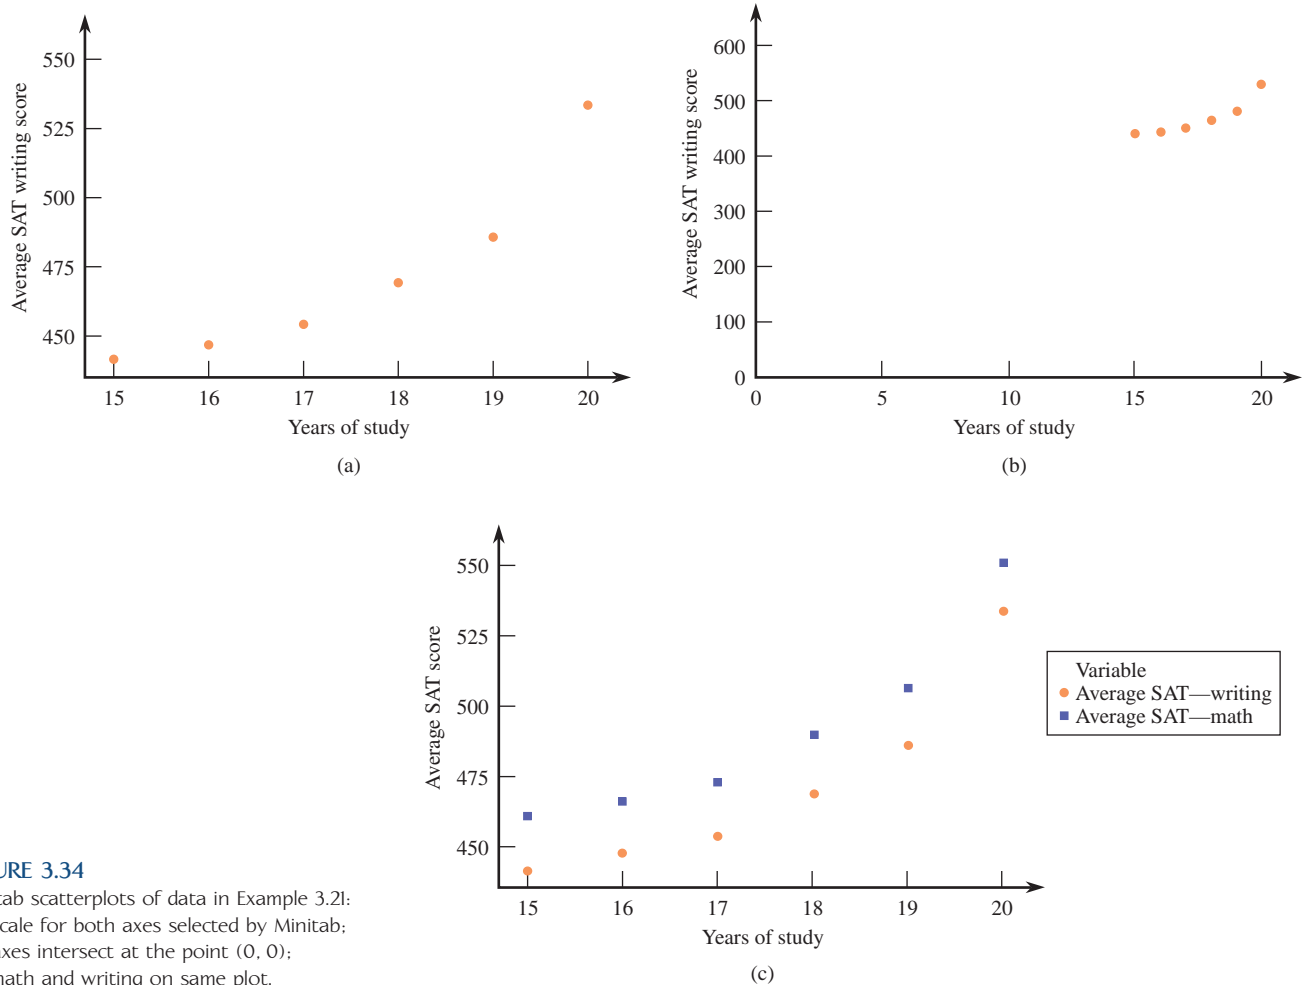 550
525
500
475
450
Average SAT writing score
15 16 17 18 19 20
Years of study
(a)
600
500
400
300
200
100
0
Average SAT writing score
0 5 10 15 20
Years of study
(b)
550
525
500
475
450
Average SAT score
15 16 17 18 19 20
Years of study
(c)
Variable
Average SAT—writing
Average SAT—math
URE 3.34
tab scatterplots of data in Example 3.21:
cale for both axes selected by Minitab;
axes intersect at the point (0, 0);
math and writing on same plot.